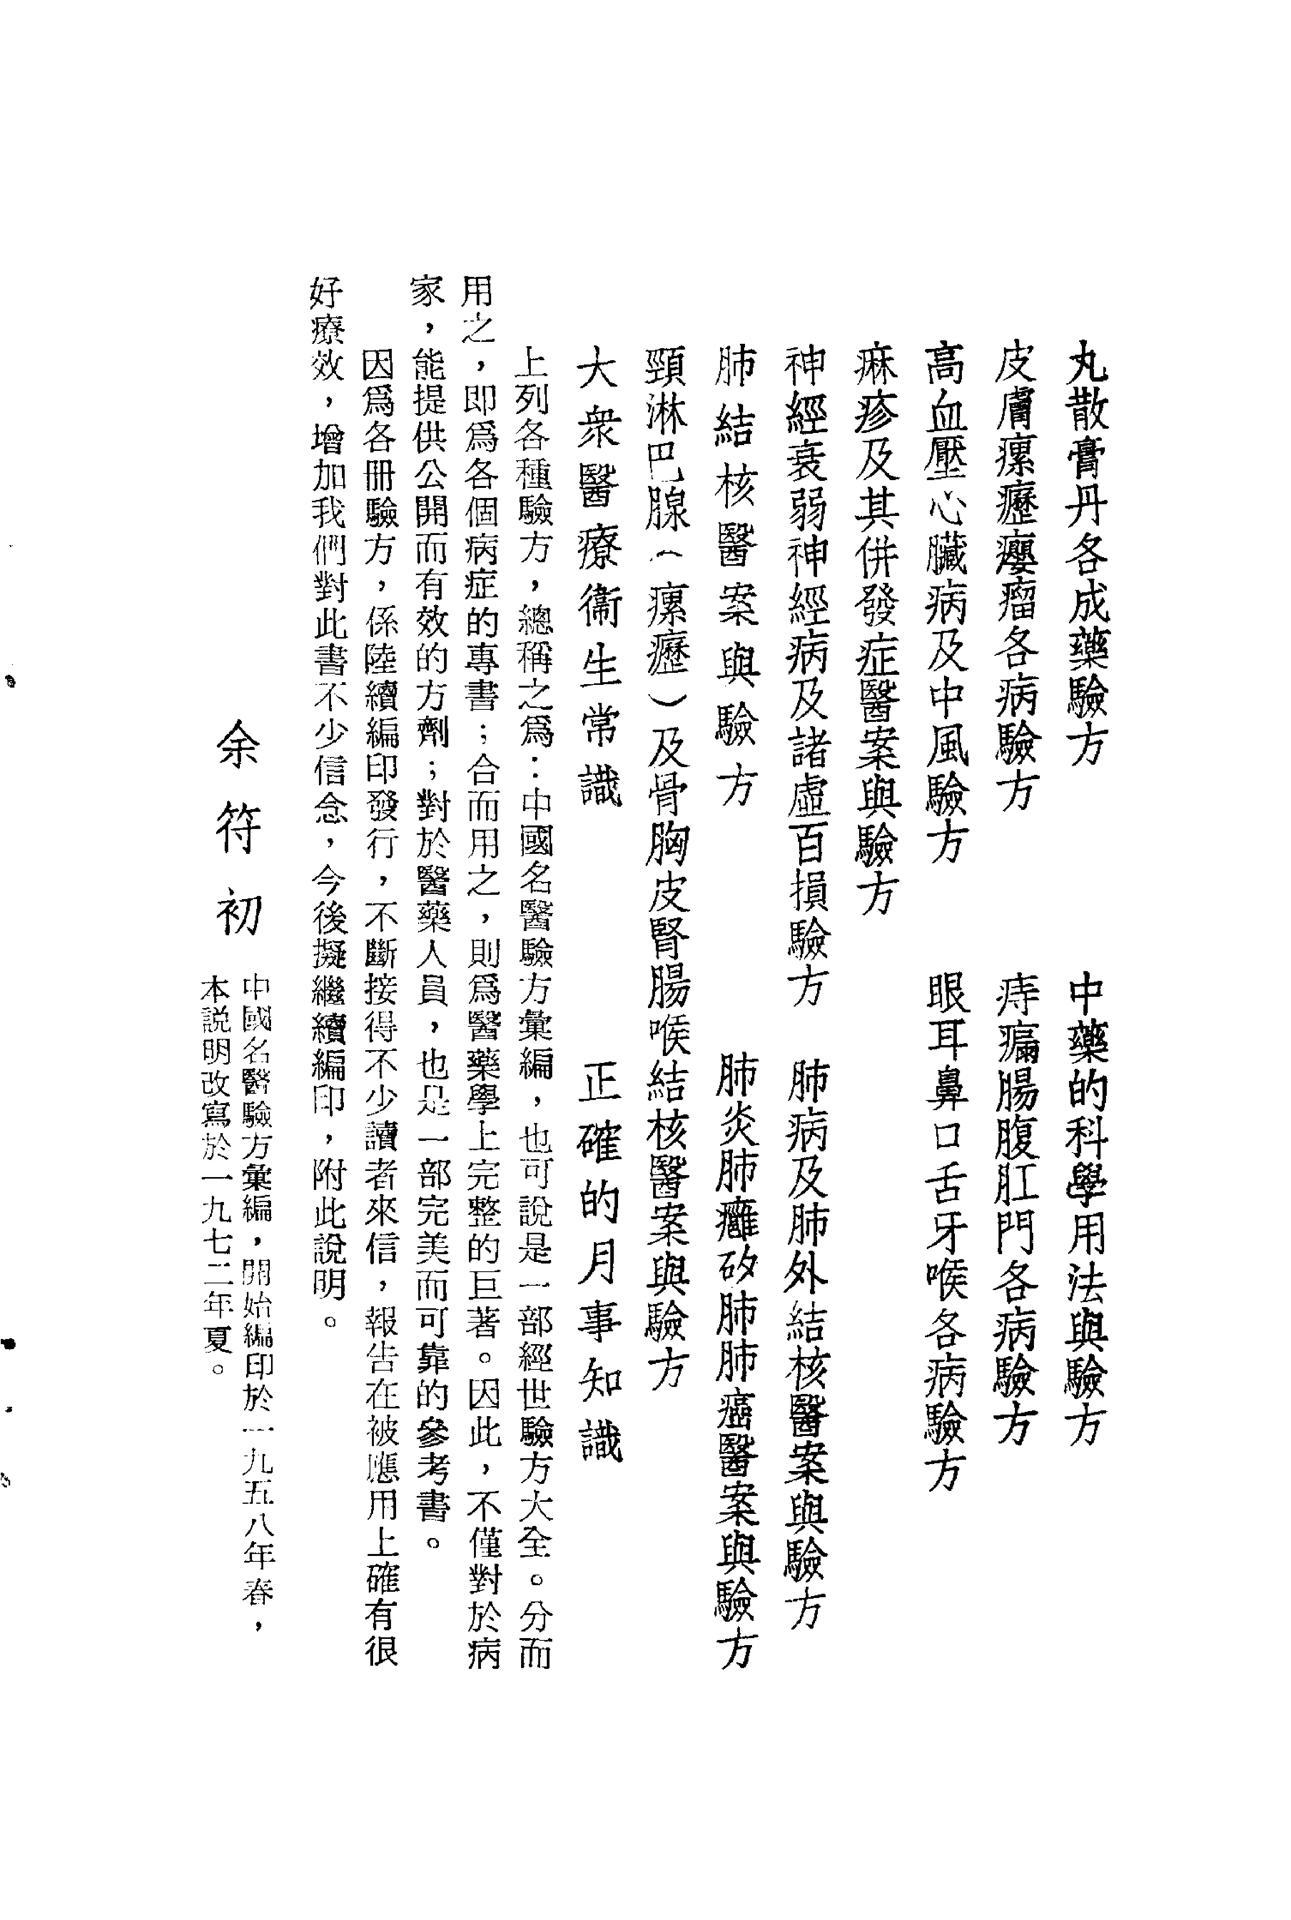 丸散膏丹各成藥驗方　中藥的科學用法與驗方
皮膚瘰癧癭瘤各病驗方　痔瘺腸腹肛門各病驗方
高血壓心臟病及中風驗方　眼耳鼻口舌牙喉各病驗方
麻疹及其併發症醫案與驗方
神經衰弱神經病及諸虛百損驗方　肺病及肺外結核醫案與驗方
肺結核醫案與驗方　肺炎肺癰矽肺肺癌醫案與驗方
頸淋巴腺（瘰癧）及骨胸皮腎腸喉結核醫案與驗方
大衆醫療衞生常識　正確的月事知識
上列各種驗方，總稱之爲：中國名醫驗方彙編，也可說是一部經世驗方大全。分而
用之，即爲各個病症的專書；合而用之，則爲醫藥學上完整的巨著。因此，不僅對於病
家，能提供公開而有效的方劑；對於醫藥人員，也是一部完美而可靠的參考書。
因爲各冊驗方，係陸續編印發行，不斷接得不少讀者來信，報告在被應用上確有很
好療效，增加我們對此書不少信念，今後擬繼續編印，附此說明。
余符初　中國名醫驗方彙編，開始編印於一九五八年春，
本說明改寫於一九七二年夏。